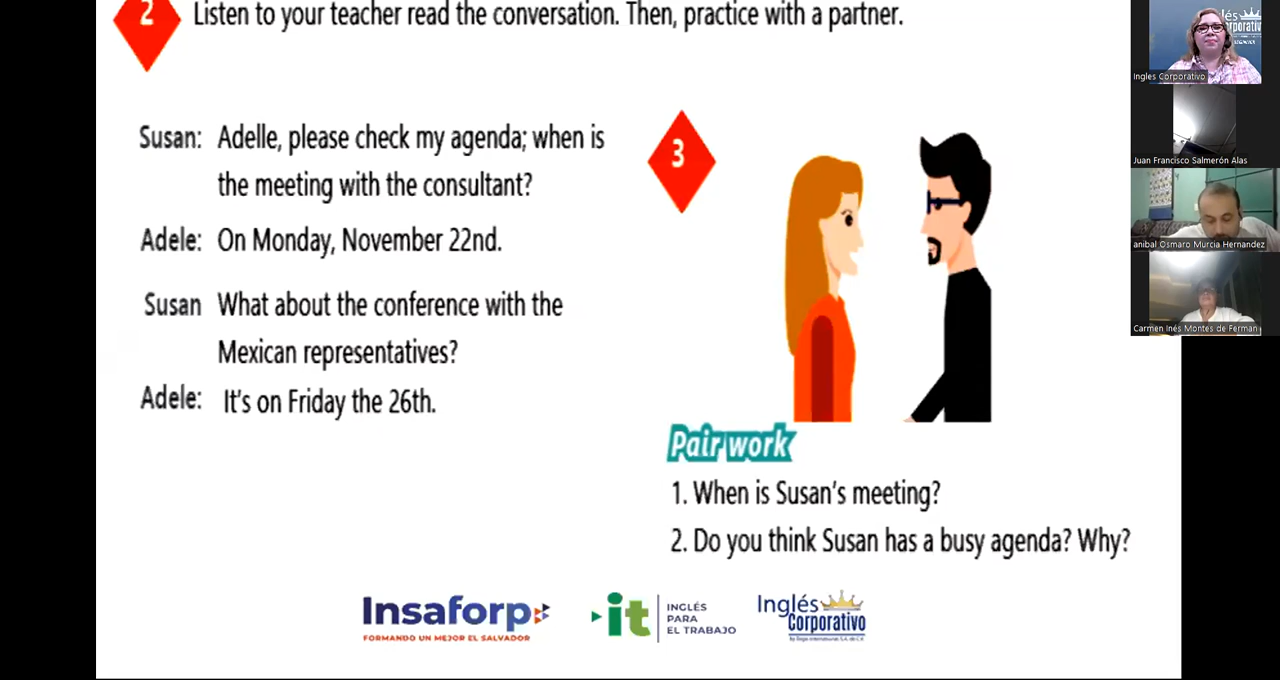 2
Listen to your teacher read the conversation. Then, practice with a partner.
Susan: Adelle, please check my agenda; when is
the meeting with the consultant?
Adele: On Monday, November 22nd.
Susan What about the conference with the
Mexican representatives?
Adele: It's on Friday the 26th.
3
Pair work
1. When is Susan's meeting?
2. Do you think Susan has a busy agenda? Why?
Insaforp
FORMANDO UN MEJOR EL SALVADOR
it
INGLÉS
PARA
EL TRABAJO
Inglés
Corporativo
Ingles Corporativo
Juan Francisco Salmerón Alas
anibal Osmaro Murcia Hernandez
Carmen Inés Montes de Ferman